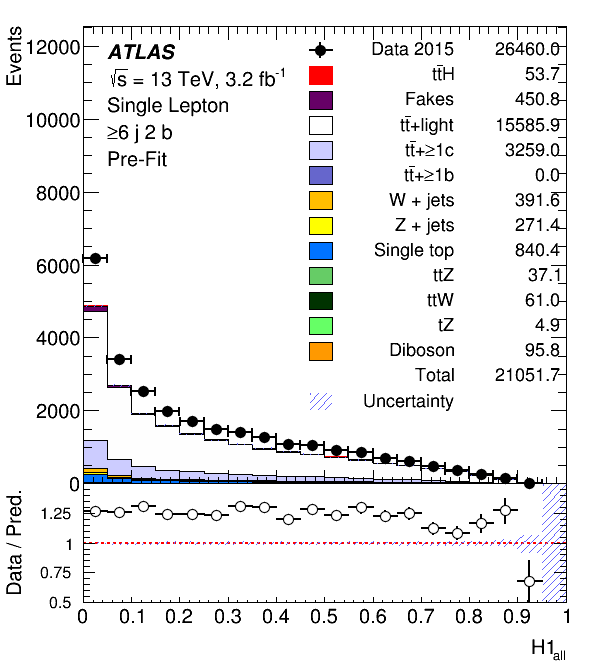 Events
12000
10000
8000
6000
4000
2000
0
ATLAS
√s = 13 TeV, 3.2 fb⁻¹
Single Lepton
≥6 j 2 b
Pre-Fit
Data 2015 26460.0
tt̄H 53.7
Fakes 450.8
tt̄+light 15585.9
tt̄+≥1c 3259.0
tt̄+≥1b 0.0
W + jets 391.6
Z + jets 271.4
Single top 840.4
ttZ 37.1
ttW 61.0
tZ 4.9
Diboson 95.8
Total 21051.7
Uncertainty
Data / Pred.
1.25
1
0.75
0.5
0 0.1 0.2 0.3 0.4 0.5 0.6 0.7 0.8 0.9 1
H1all